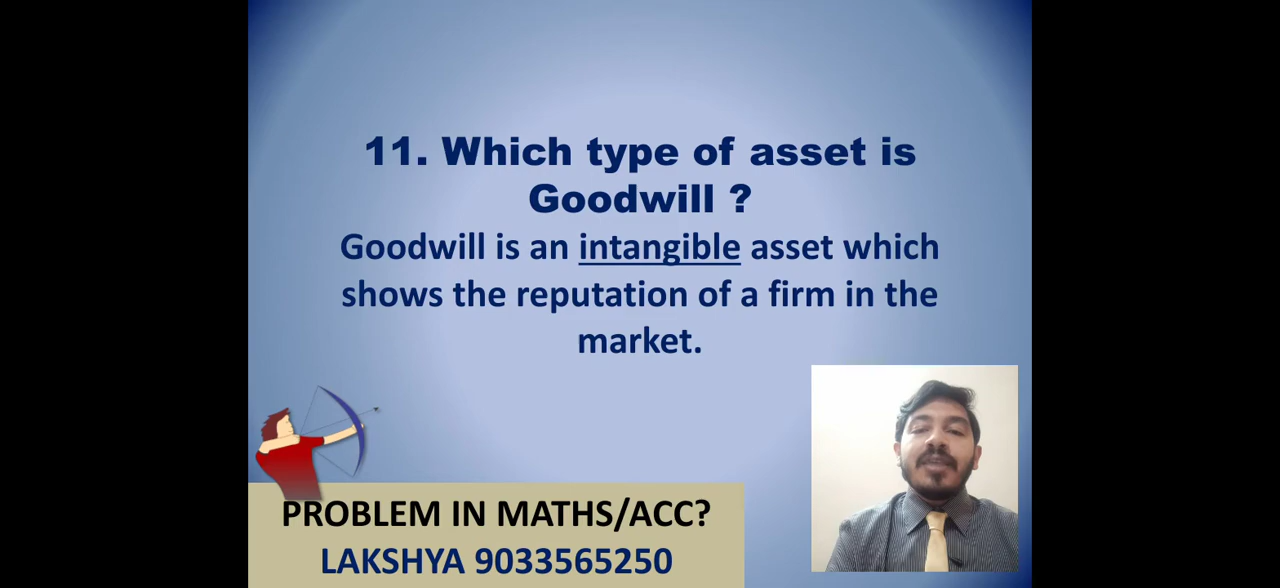 11. Which type of asset is
Goodwill ?
Goodwill is an intangible asset which
shows the reputation of a firm in the
market.
PROBLEM IN MATHS/ACC?
LAKSHYA 9033565250